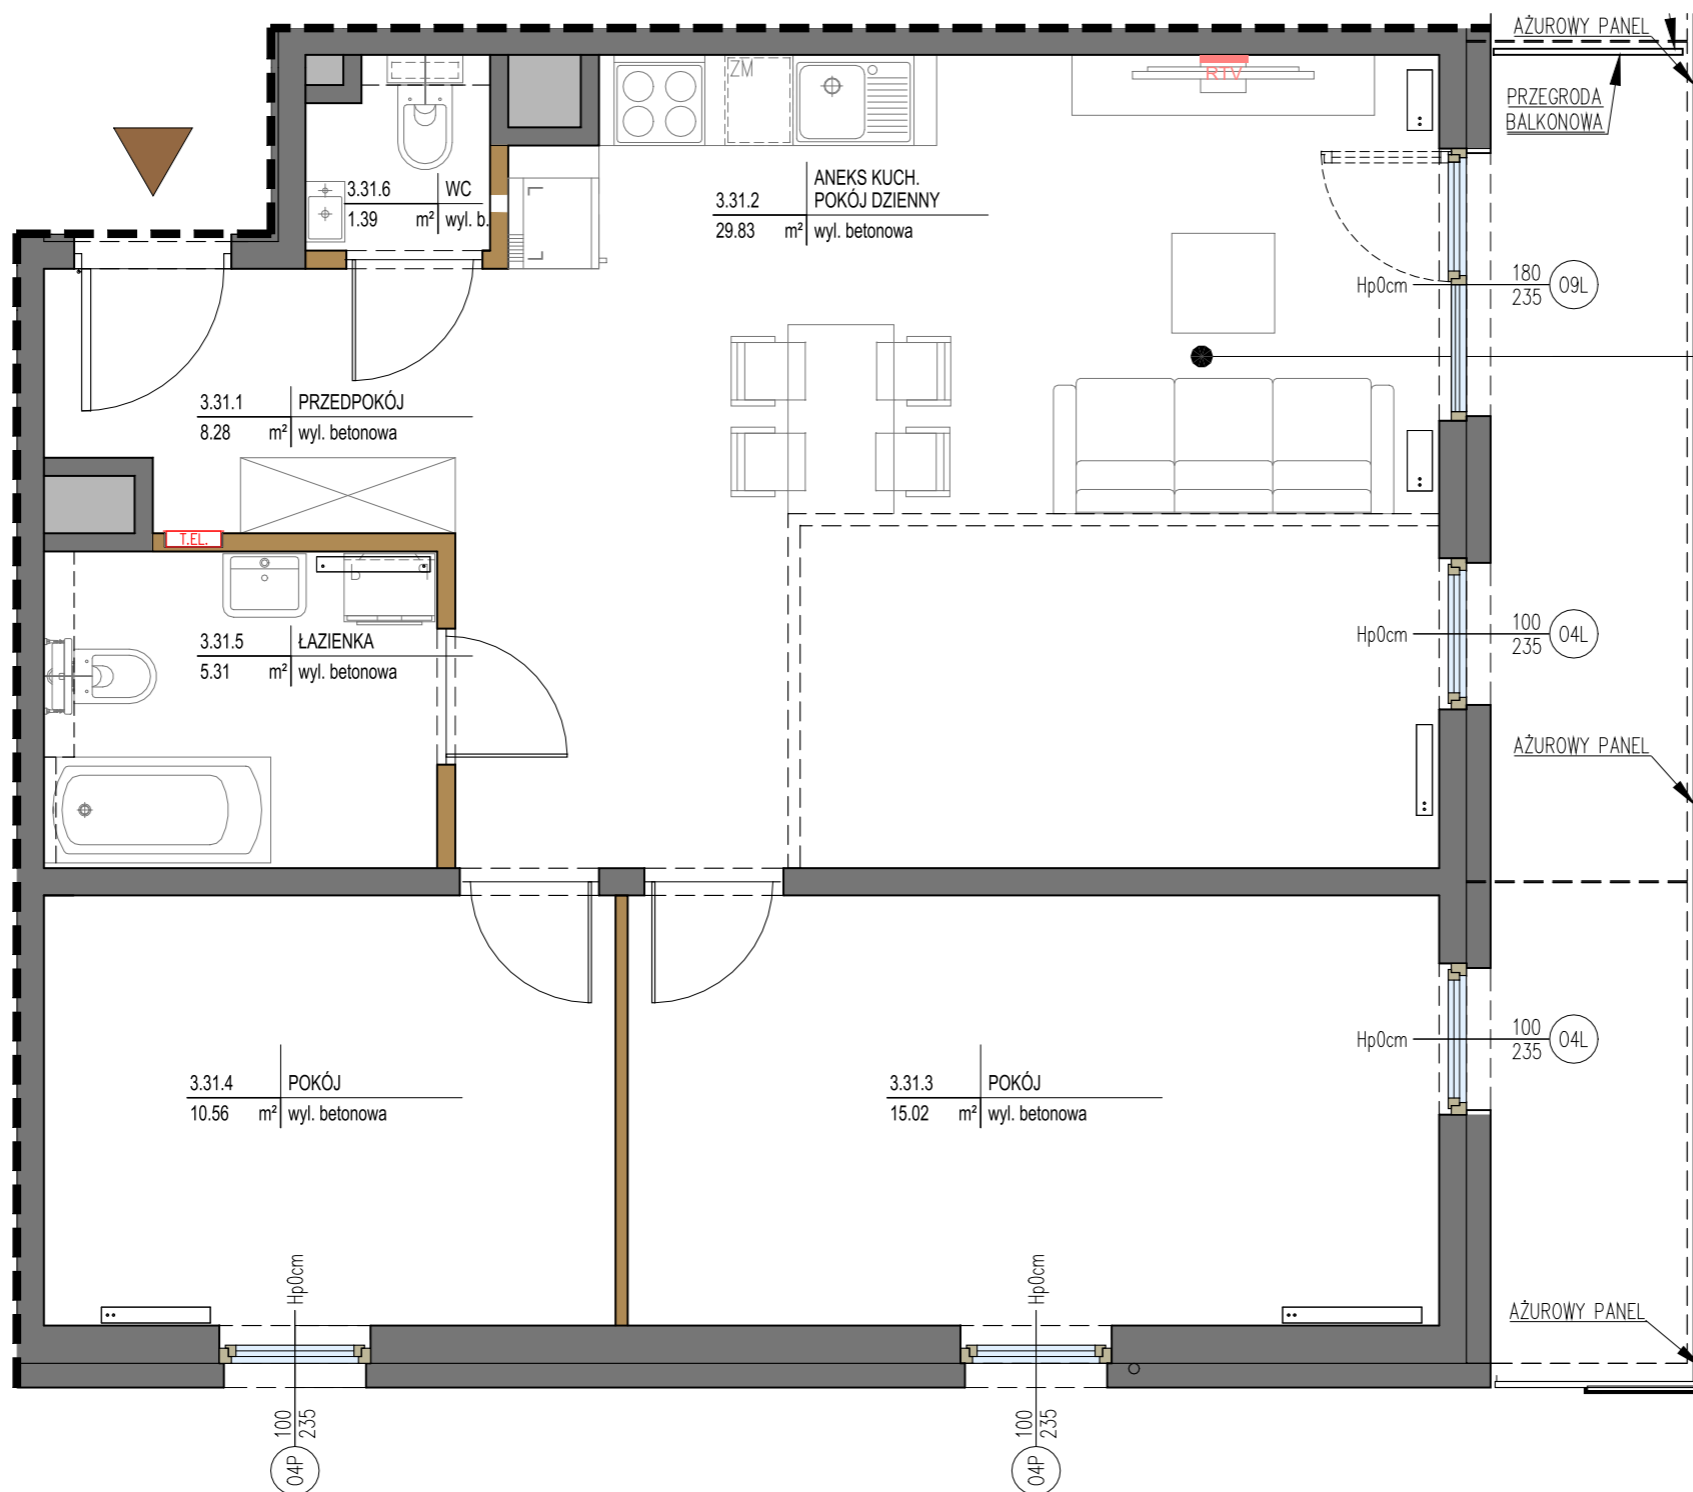 AŻUROWY PANEL
PRZEGRODA
BALKONOWA
ZM
RTV
3.31.6 WC
1.39 m² wyl. b.
3.31.2 ANEKS KUCH.
POKÓJ DZIENNY
29.83 m² wyl. betonowa
Hp0cm 180
235 09L
3.31.1 PRZEDPOKÓJ
8.28 m² wyl. betonowa
T.EL.
3.31.5 ŁAZIENKA
5.31 m² wyl. betonowa
Hp0cm 100
235 04L
AŻUROWY PANEL
Hp0cm 100
235 04L
3.31.4 POKÓJ
10.56 m² wyl. betonowa
3.31.3 POKÓJ
15.02 m² wyl. betonowa
Hp0cm
Hp0cm
AŻUROWY PANEL
100
235
04P
100
235
04P